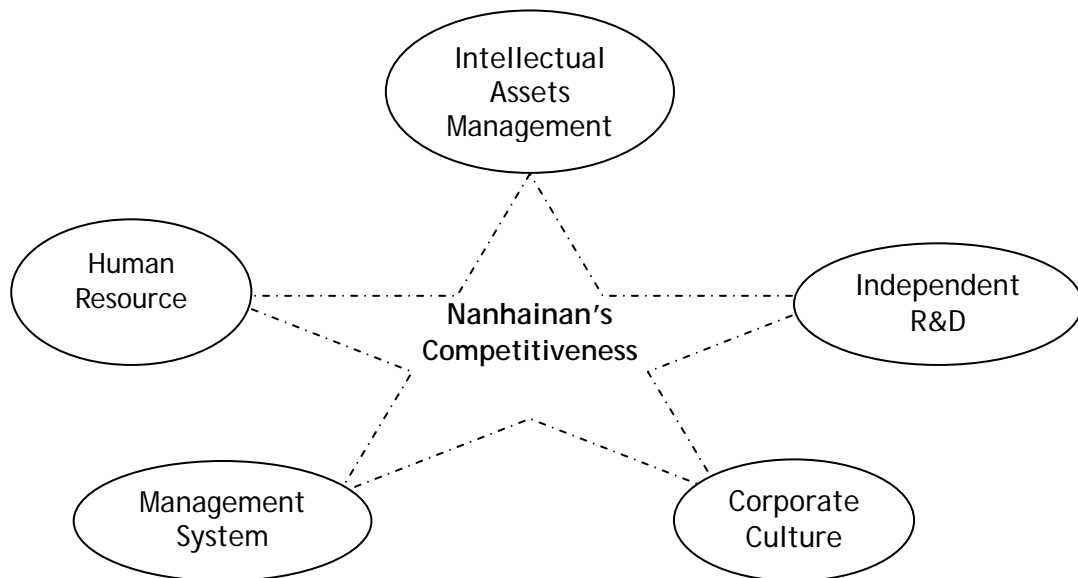 Intellectual
Assets
Management
Human
Resource
Independent
R&D
Nanhainan’s
Competitiveness
Management
System
Corporate
Culture